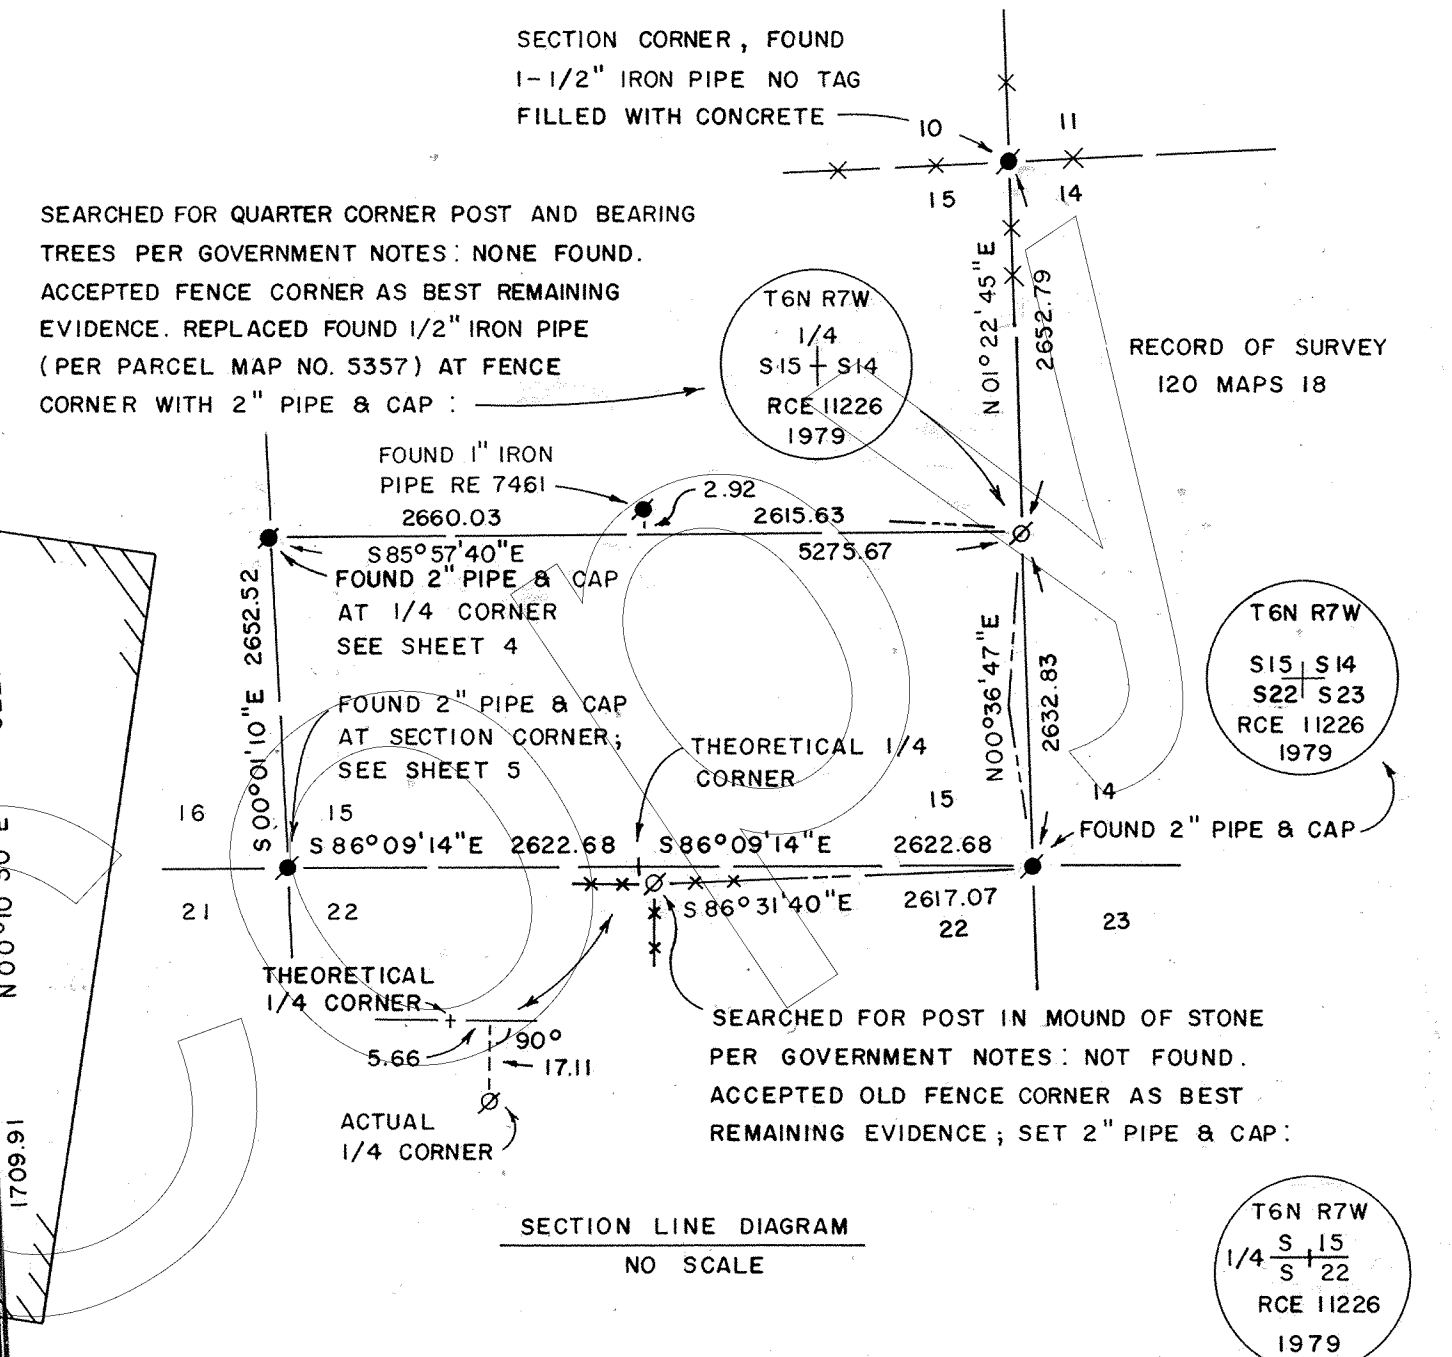 SECTION CORNER, FOUND
1-1/2" IRON PIPE NO TAG
FILLED WITH CONCRETE
10
11
15
14
SEARCHED FOR QUARTER CORNER POST AND BEARING
TREES PER GOVERNMENT NOTES: NONE FOUND.
ACCEPTED FENCE CORNER AS BEST REMAINING
EVIDENCE. REPLACED FOUND 1/2" IRON PIPE
(PER PARCEL MAP NO. 5357) AT FENCE
CORNER WITH 2" PIPE & CAP:
T6N R7W
1/4
S15 S14
RCE 11226
1979
N01°22'45"E
2652.79
RECORD OF SURVEY
120 MAPS 18
FOUND 1" IRON
PIPE RE 7461
2.92
2660.03
2615.63
S85°57'40"E
5275.67
FOUND 2" PIPE & CAP
AT 1/4 CORNER
SEE SHEET 4
S00°01'10"E 2652.52
N00°36'47"E
2632.83
T6N R7W
S15 S14
S22 S23
RCE 11226
1979
FOUND 2" PIPE & CAP
AT SECTION CORNER;
SEE SHEET 5
THEORETICAL 1/4
CORNER
16
15
15
14
FOUND 2" PIPE & CAP
S86°09'14"E 2622.68
S86°09'14"E 2622.68
S86°31'40"E 2617.07
21
22
22
23
THEORETICAL
1/4 CORNER
90°
5.66
17.11
ACTUAL
1/4 CORNER
SEARCHED FOR POST IN MOUND OF STONE
PER GOVERNMENT NOTES: NOT FOUND.
ACCEPTED OLD FENCE CORNER AS BEST
REMAINING EVIDENCE; SET 2" PIPE & CAP:
1709.91
SECTION LINE DIAGRAM
NO SCALE
T6N R7W
S 15
1/4
S 22
RCE 11226
1979